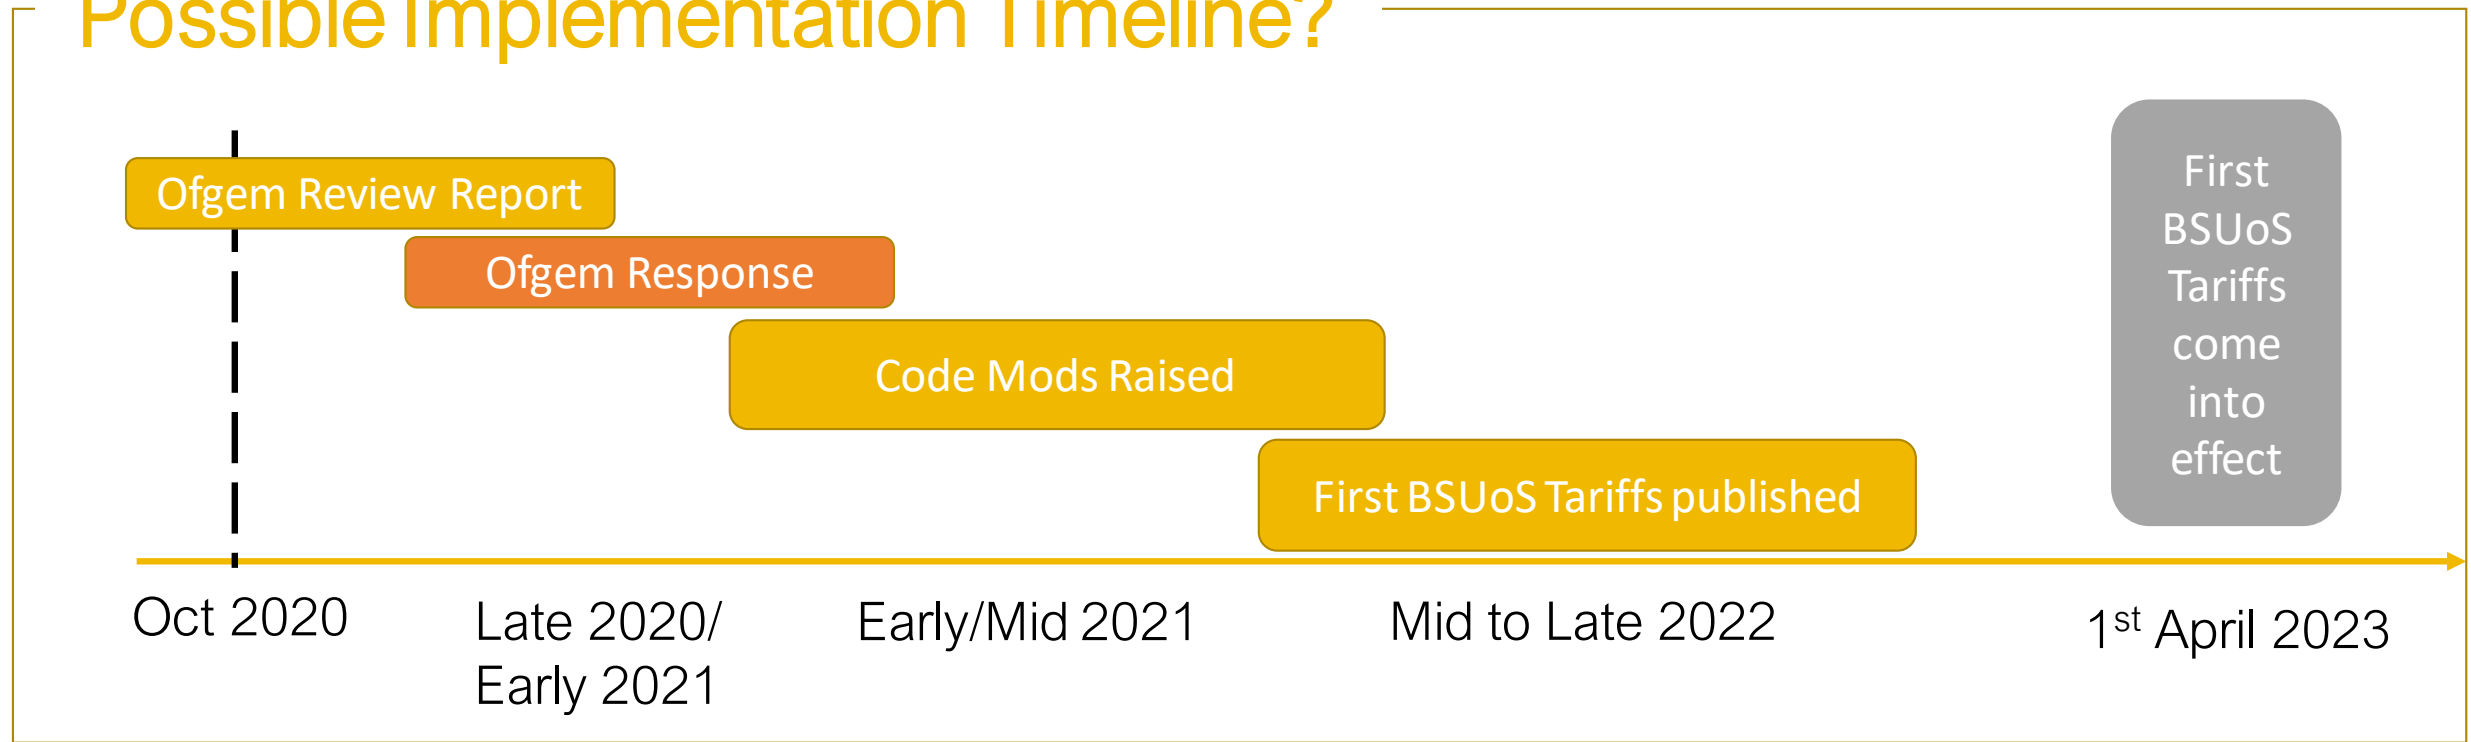 Possible Implementation Timeline?
Ofgem Review Report
Ofgem Response
Code Mods Raised
First BSUoS Tariffs published
First
BSUoS
Tariffs
come
into
effect
Oct 2020
Late 2020/
Early 2021
Early/Mid 2021
Mid to Late 2022
1st April 2023